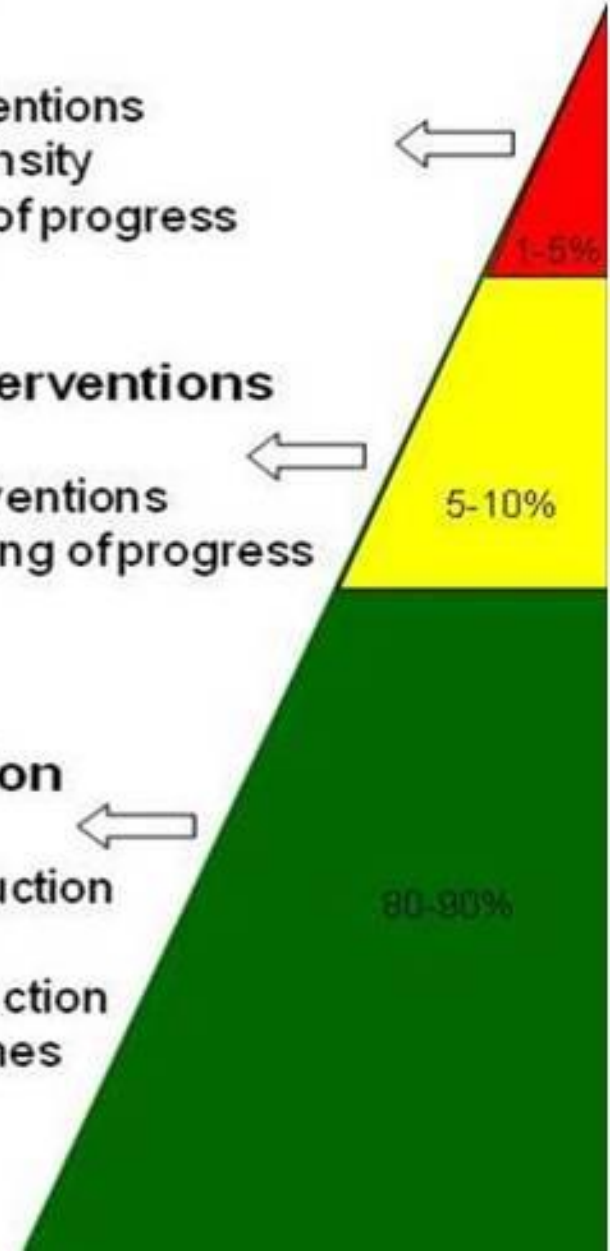 entions
nsity
of progress
1-5%
erventions
ventions
ng of progress
5-10%
on
uction
ction
nes
80-90%